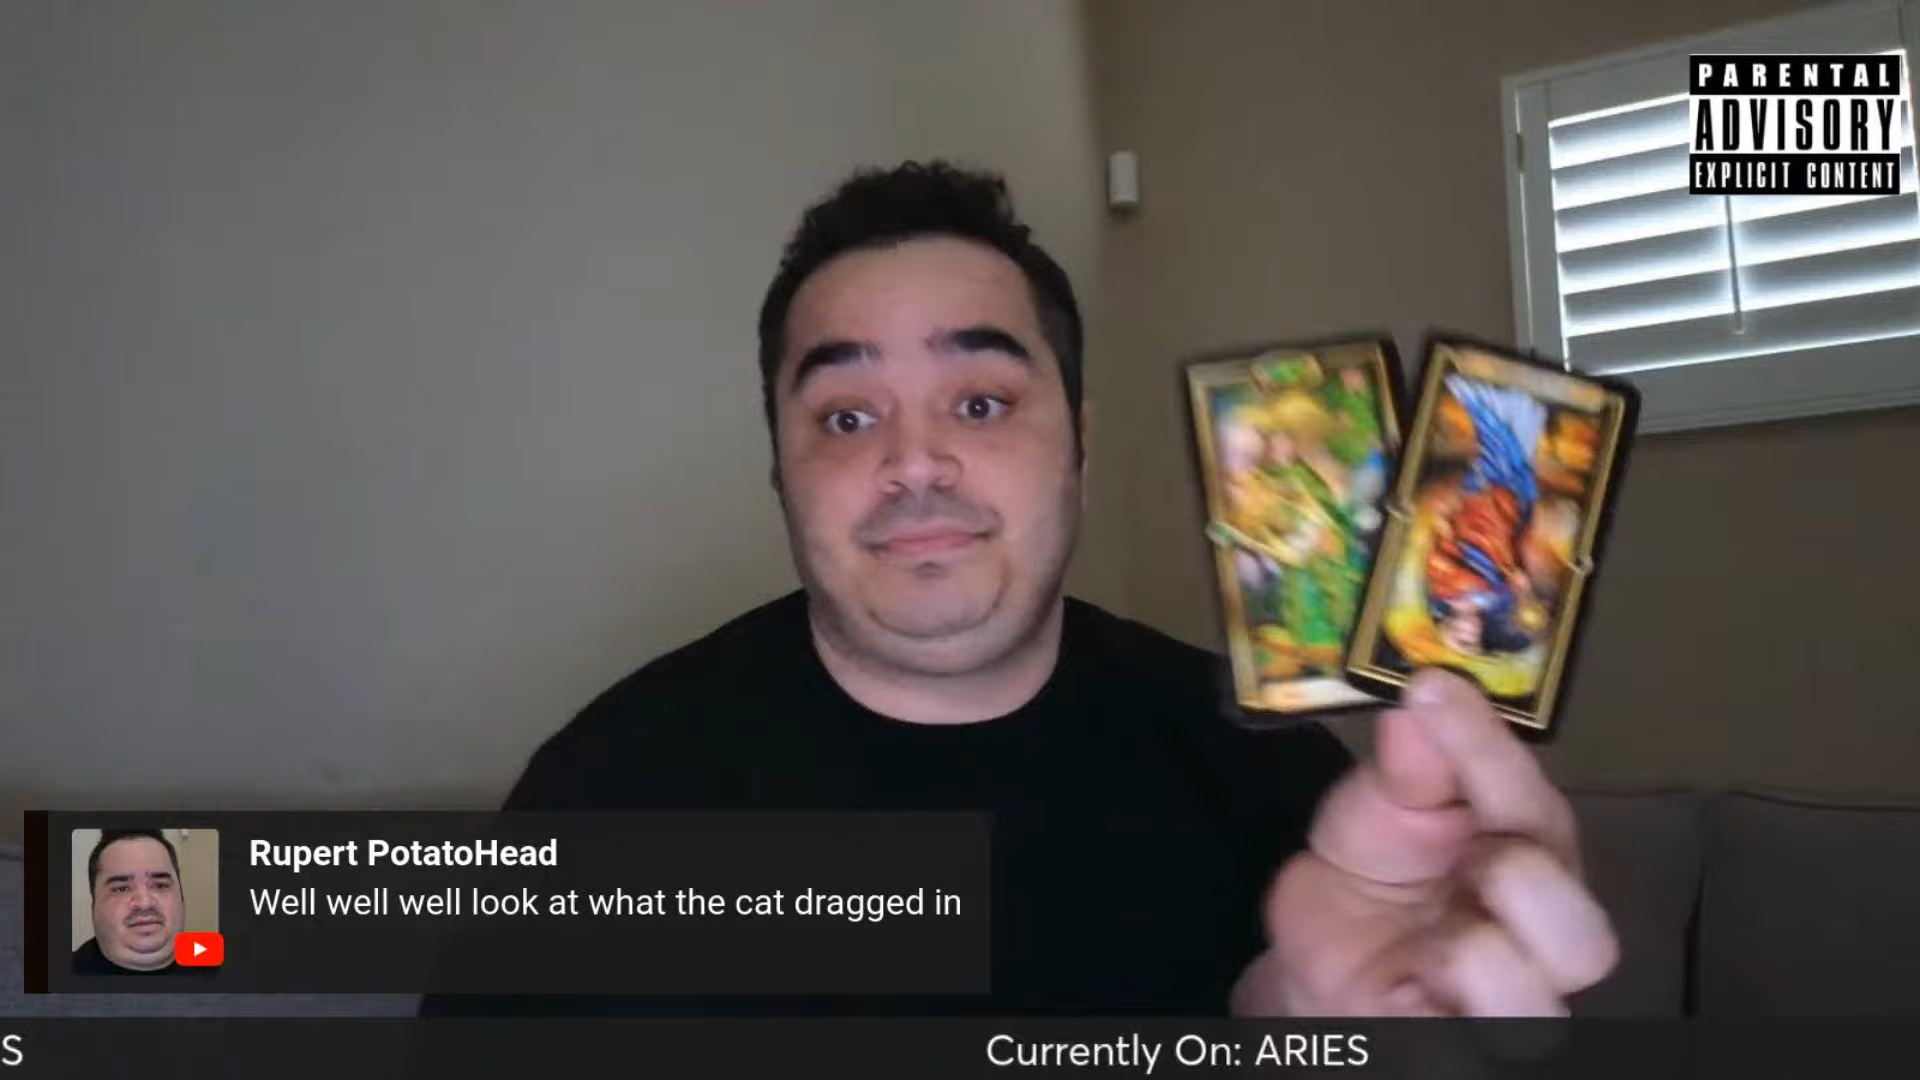 PARENTAL
ADVISORY
EXPLICIT CONTENT
Rupert PotatoHead
Well well well look at what the cat dragged in
S
Currently On: ARIES